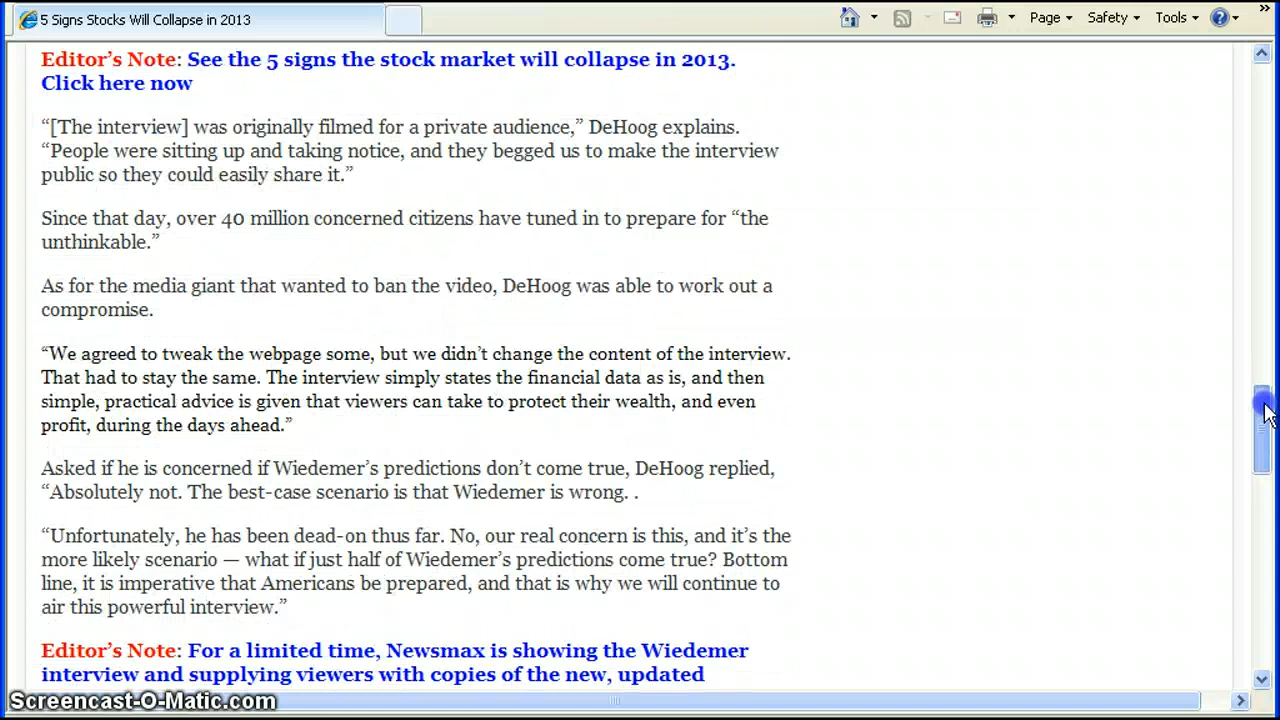 5 Signs Stocks Will Collapse in 2013
Page Safety Tools
Editor’s Note: See the 5 signs the stock market will collapse in 2013.
Click here now
“[The interview] was originally filmed for a private audience,” DeHoog explains.
“People were sitting up and taking notice, and they begged us to make the interview
public so they could easily share it.”
Since that day, over 40 million concerned citizens have tuned in to prepare for “the
unthinkable.”
As for the media giant that wanted to ban the video, DeHoog was able to work out a
compromise.
“We agreed to tweak the webpage some, but we didn’t change the content of the interview.
That had to stay the same. The interview simply states the financial data as is, and then
simple, practical advice is given that viewers can take to protect their wealth, and even
profit, during the days ahead.”
Asked if he is concerned if Wiedemer’s predictions don’t come true, DeHoog replied,
“Absolutely not. The best-case scenario is that Wiedemer is wrong. .
“Unfortunately, he has been dead-on thus far. No, our real concern is this, and it’s the
more likely scenario — what if just half of Wiedemer’s predictions come true? Bottom
line, it is imperative that Americans be prepared, and that is why we will continue to
air this powerful interview.”
Editor’s Note: For a limited time, Newsmax is showing the Wiedemer
interview and supplying viewers with copies of the new, updated
Screencast-O-Matic.com